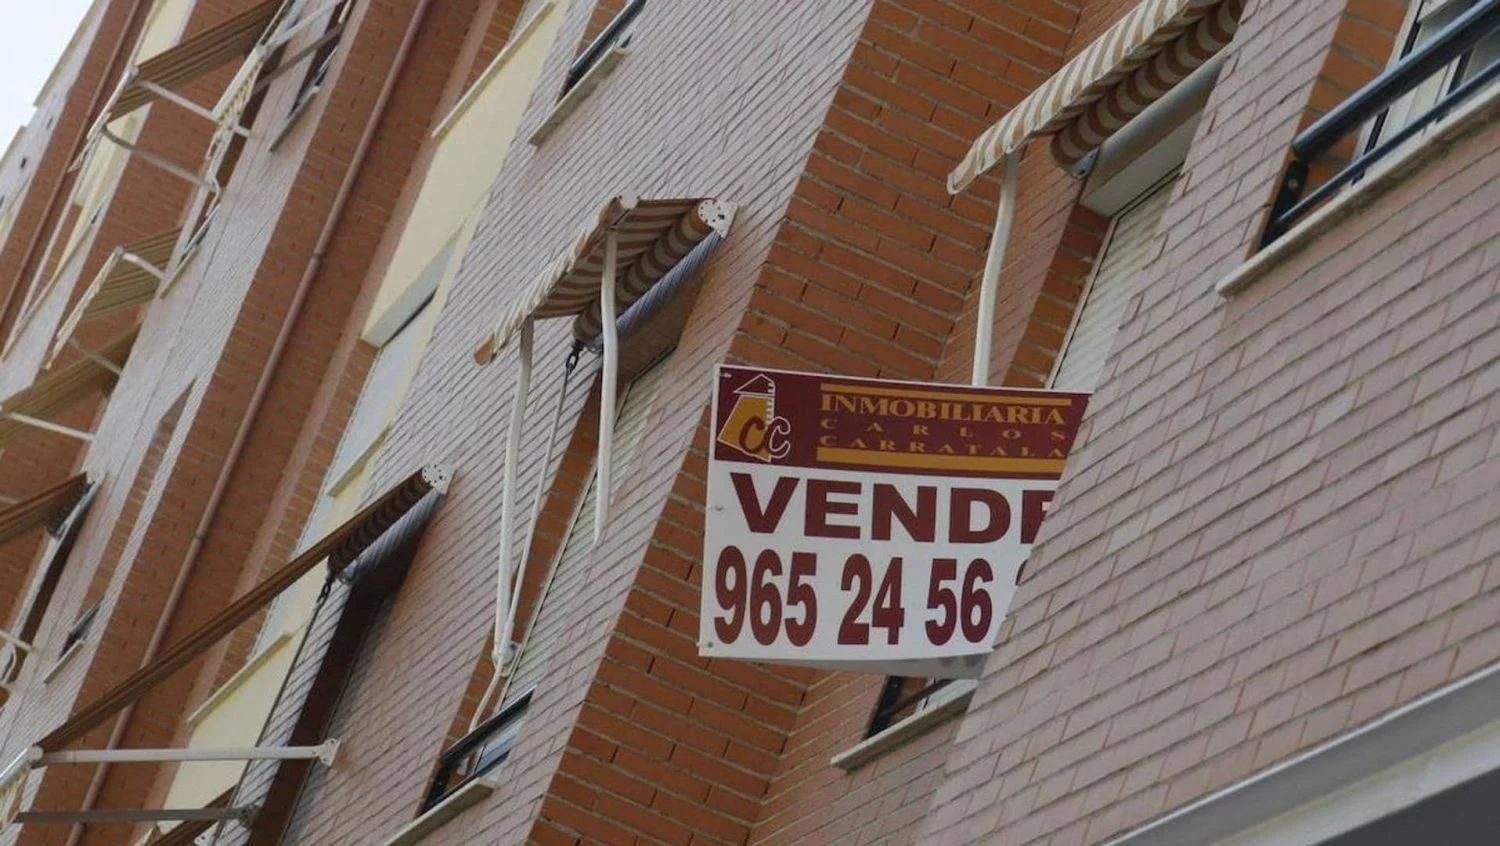 CC
INMOBILIARIA
CARLOS
CARRATALA
VENDE
965 24 56